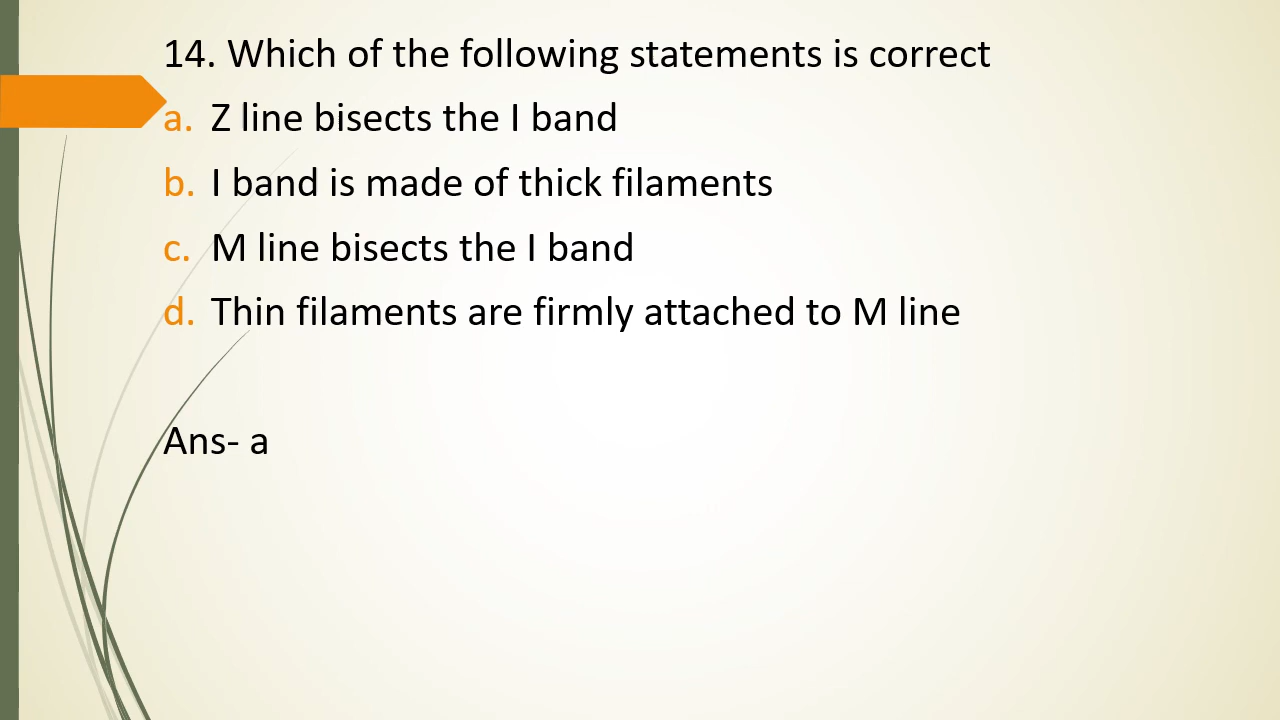 14. Which of the following statements is correct
a. Z line bisects the I band
b. I band is made of thick filaments
c. M line bisects the I band
d. Thin filaments are firmly attached to M line
Ans- a